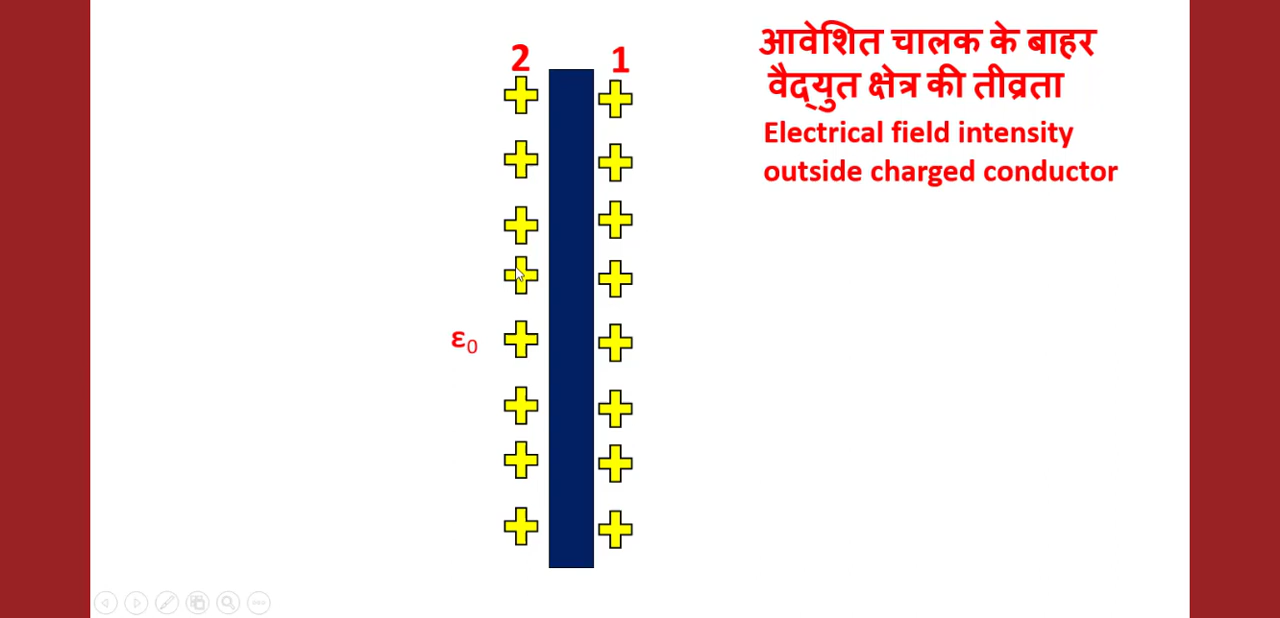 2 1
आवेशित चालक के बाहर
वैद्युत क्षेत्र की तीव्रता
Electrical field intensity
outside charged conductor
ε₀